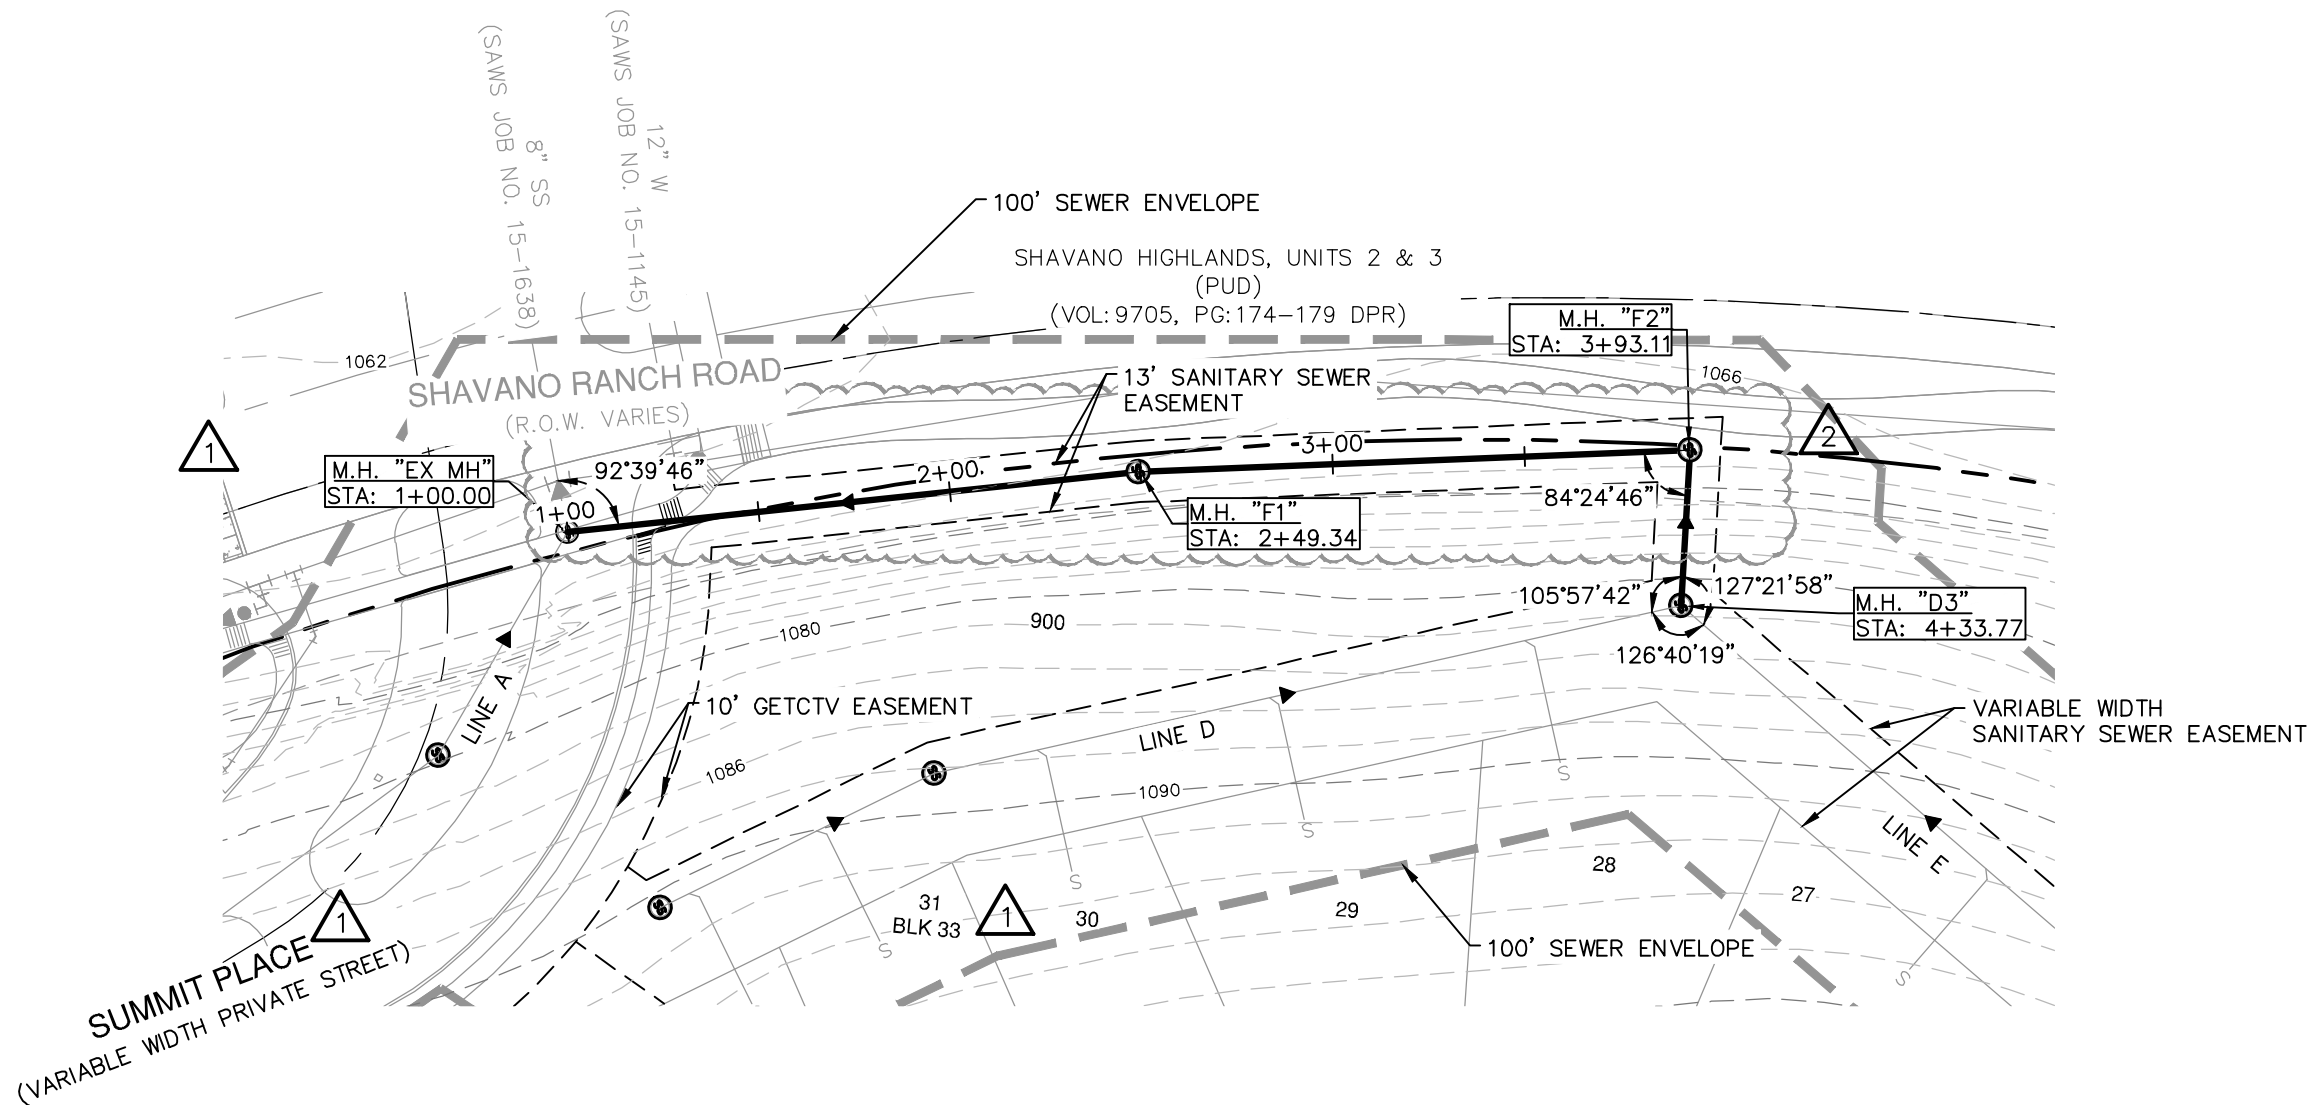 (SAWS JOB NO. 15-1638)
8" SS
(SAWS JOB NO. 15-1145)
12" W
100' SEWER ENVELOPE
SHAVANO HIGHLANDS, UNITS 2 & 3
(PUD)
(VOL: 9705, PG:174-179 DPR)
M.H. "F2"
STA: 3+93.11
1062
SHAVANO RANCH ROAD
(R.O.W. VARIES)
13' SANITARY SEWER
EASEMENT
1066
1
2
M.H. "EX MH"
STA: 1+00.00
92°39'46"
1+00
2+00
3+00
84°24'46"
M.H. "F1"
STA: 2+49.34
105°57'42"
127°21'58"
M.H. "D3"
STA: 4+33.77
126°40'19"
1080
900
LINE A
10' GETCTV EASEMENT
VARIABLE WIDTH
SANITARY SEWER EASEMENT
LINE D
SS
SS
1086
1090
S
S
S
S
S
LINE E
28
27
29
30
31
BLK 33
SS
1
1
100' SEWER ENVELOPE
SUMMIT PLACE
(VARIABLE WIDTH PRIVATE STREET)